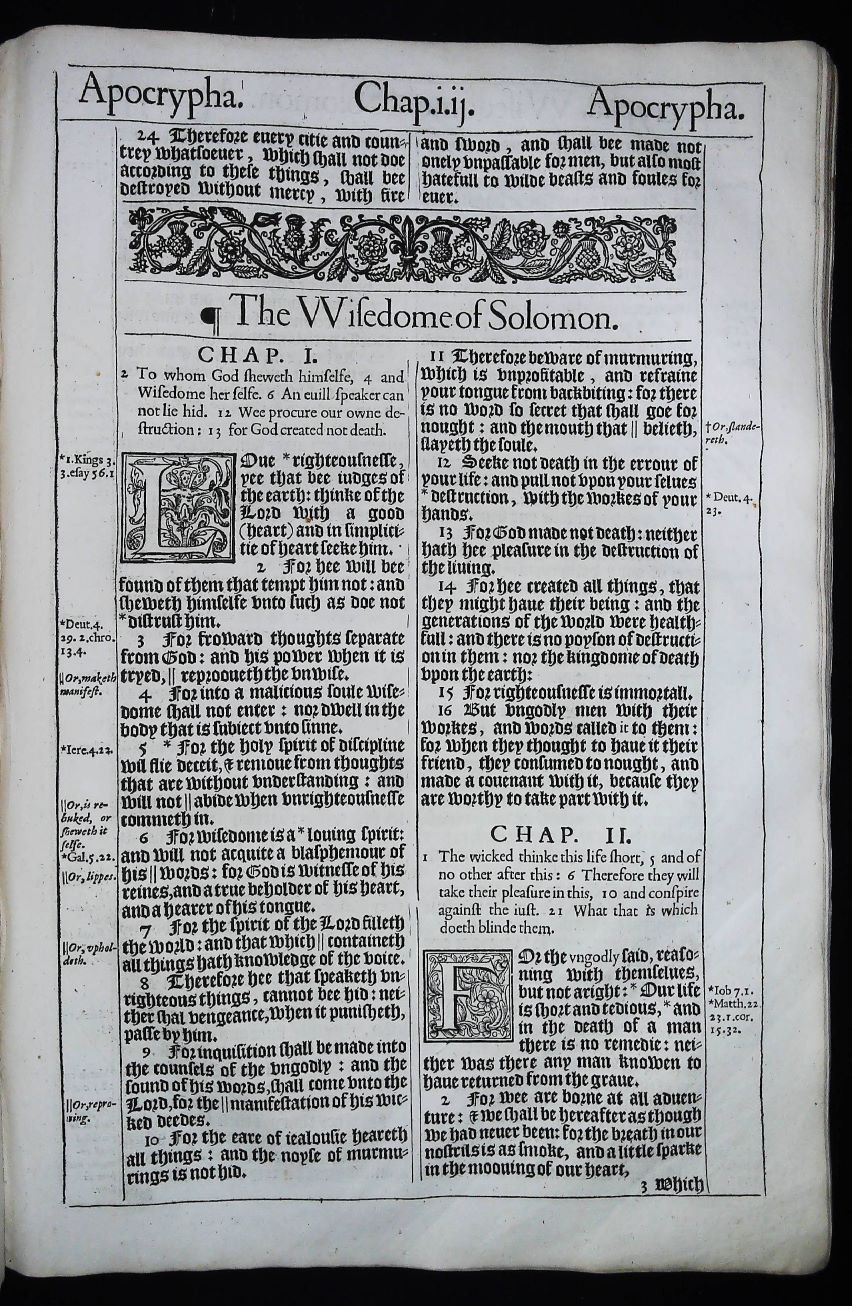 Apocrypha. Chap.i.ij. Apocrypha.
24 Therefore euery citie and coun-
trey whatsoeuer, which shall not doe
according to these things, shall bee
destroyed without mercy, with fire
and sword, and shall bee made not
onely vnpassable for men, but also most
hatefull to wilde beasts and foules for
euer.
¶ The Wisedome of Solomon.
CHAP. I.
2 To whom God sheweth himselfe, 4 and
Wisedome her selfe. 6 An euill speaker can
not lie hid. 12 Wee procure our owne de-
struction: 13 for God created not death.
*1.Kings 3.
3.esay 56.1
LOue *righteousnesse,
yee that bee iudges of
the earth: thinke of the
Lord with a good
(heart) and in simplici-
tie of heart seeke him.
2 For hee will bee
found of them that tempt him not: and
sheweth himselfe vnto such as doe not
*distrust him.
*Deut.4.
29. 2.chro.
13.4.
3 For froward thoughts separate
from God: and his power when it is
tryed, || reprooueth the vnwise.
||Or, maketh
manifest.
4 For into a malicious soule wise-
dome shall not enter: nor dwell in the
body that is subiect vnto sinne.
5 * For the holy spirit of discipline
will flie deceit, & remoue from thoughts
that are without vnderstanding: and
will not || abide when vnrighteousnesse
commeth in.
*Iere.4.22.
||Or, is re-
buked, or
sheweth it
selfe.
6 For wisedome is a *louing spirit:
and will not acquite a blasphemour of
his || words: for God is witnesse of his
reines, and a true beholder of his heart,
and a hearer of his tongue.
*Gal.5.22.
||Or, lippes.
7 For the spirit of the Lord filleth
the world: and that which || containeth
all things hath knowledge of the voice.
||Or, vphol-
deth.
8 Therefore hee that speaketh vn-
righteous things, cannot bee hid: nei-
ther shal vengeance, when it punisheth,
passe by him.
9 For inquisition shall be made into
the counsels of the vngodly: and the
sound of his words, shall come vnto the
Lord, for the || manifestation of his wic-
ked deedes.
||Or, repro-
uing.
10 For the eare of iealousie heareth
all things: and the noyse of murmu-
rings is not hid.
11 Therefore beware of murmuring,
which is vnprofitable, and refraine
your tongue from backbiting: for there
is no word so secret that shall goe for
nought: and the mouth that || belieth,
slayeth the soule.
†Or, slande-
reth.
12 Seeke not death in the errour of
your life: and pull not vpon your selues
*destruction, with the workes of your
hands.
*Deut.4.
23.
13 For God made not death: neither
hath hee pleasure in the destruction of
the liuing.
14 For hee created all things, that
they might haue their being: and the
generations of the world were health-
full: and there is no poyson of destructi-
on in them: nor the kingdome of death
vpon the earth:
15 For righteousnesse is immortall.
16 But vngodly men with their
workes, and words called it to them:
for when they thought to haue it their
friend, they consumed to nought, and
made a couenant with it, because they
are worthy to take part with it.
CHAP. II.
1 The wicked thinke this life short, 5 and of
no other after this: 6 Therefore they will
take their pleasure in this, 10 and conspire
against the iust. 21 What that is which
doeth blinde them.
FOr the vngodly said, reaso-
ning with themselues,
but not aright: *Our life
is short and tedious, *and
in the death of a man
there is no remedie: nei-
ther was there any man knowen to
haue returned from the graue.
*Iob 7.1.
*Matth.22
23.1.cor.
15.32.
2 For wee are borne at all aduen-
ture: & we shall be hereafter as though
we had neuer been: for the breath in our
nostrils is as smoke, and a little sparke
in the moouing of our heart,
3 Which